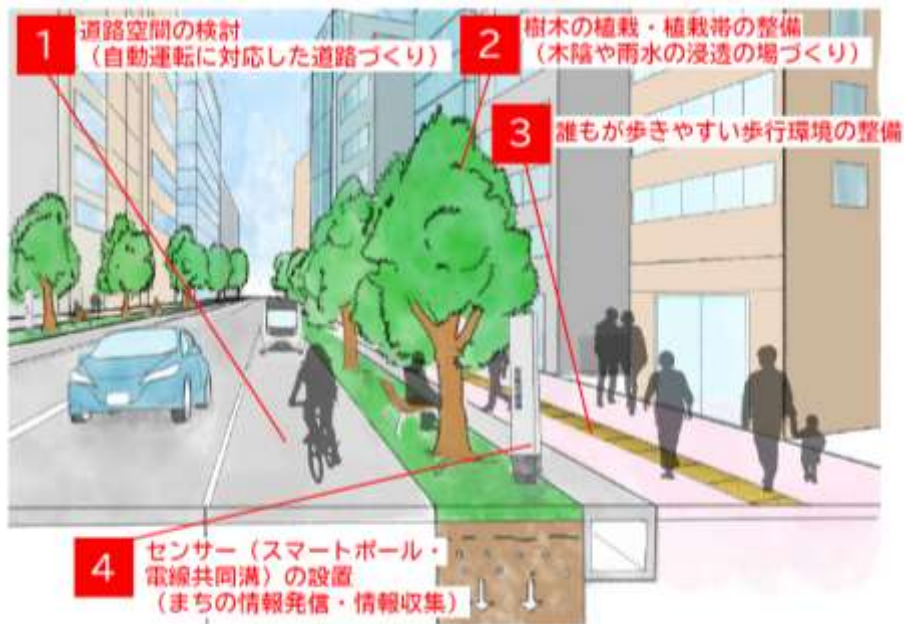 1
道路空間の検討
（自動運転に対応した道路づくり）
2
樹木の植栽・植栽帯の整備
（木陰や雨水の浸透の場づくり）
3
誰もが歩きやすい歩行環境の整備
4
センサー（スマートポール・
電線共同溝）の設置
（まちの情報発信・情報収集）